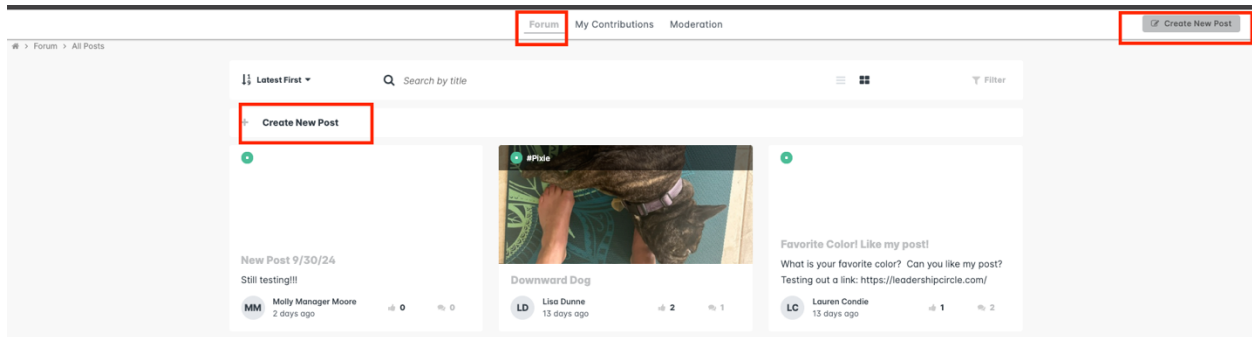 Forum My Contributions Moderation
Create New Post
> Forum > All Posts
Latest First
Search by title
Filter
+ Create New Post
New Post 9/30/24
Still testing!!!
MM
Molly Manager Moore
2 days ago
0
0
#Pixie
Downward Dog
LD
Lisa Dunne
13 days ago
2
1
Favorite Color! Like my post!
What is your favorite color? Can you like my post?
Testing out a link: https://leadershipcircle.com/
LC
Lauren Condie
13 days ago
1
2